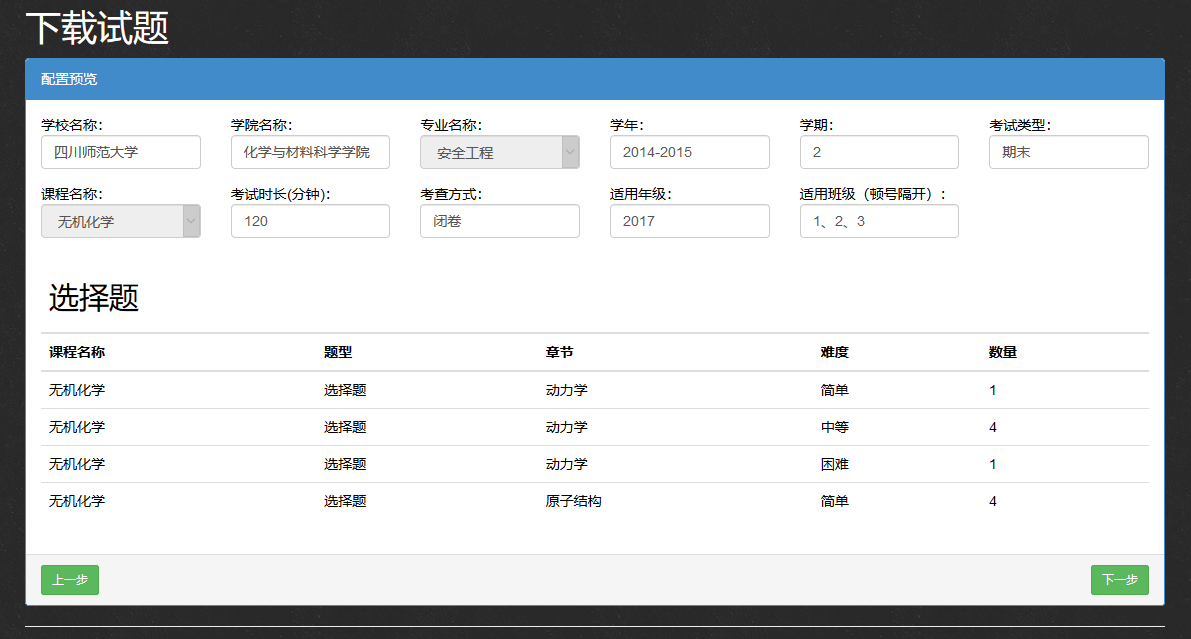 下载试题
配置预览
学校名称： 学院名称： 专业名称： 学年： 学期： 考试类型：
四川师范大学 化学与材料科学学院 安全工程 2014-2015 2 期末
课程名称： 考试时长(分钟)： 考查方式： 适用年级： 适用班级（顿号隔开）：
无机化学 120 闭卷 2017 1、2、3
选择题
课程名称 题型 章节 难度 数量
无机化学 选择题 动力学 简单 1
无机化学 选择题 动力学 中等 4
无机化学 选择题 动力学 困难 1
无机化学 选择题 原子结构 简单 4
上一步 下一步